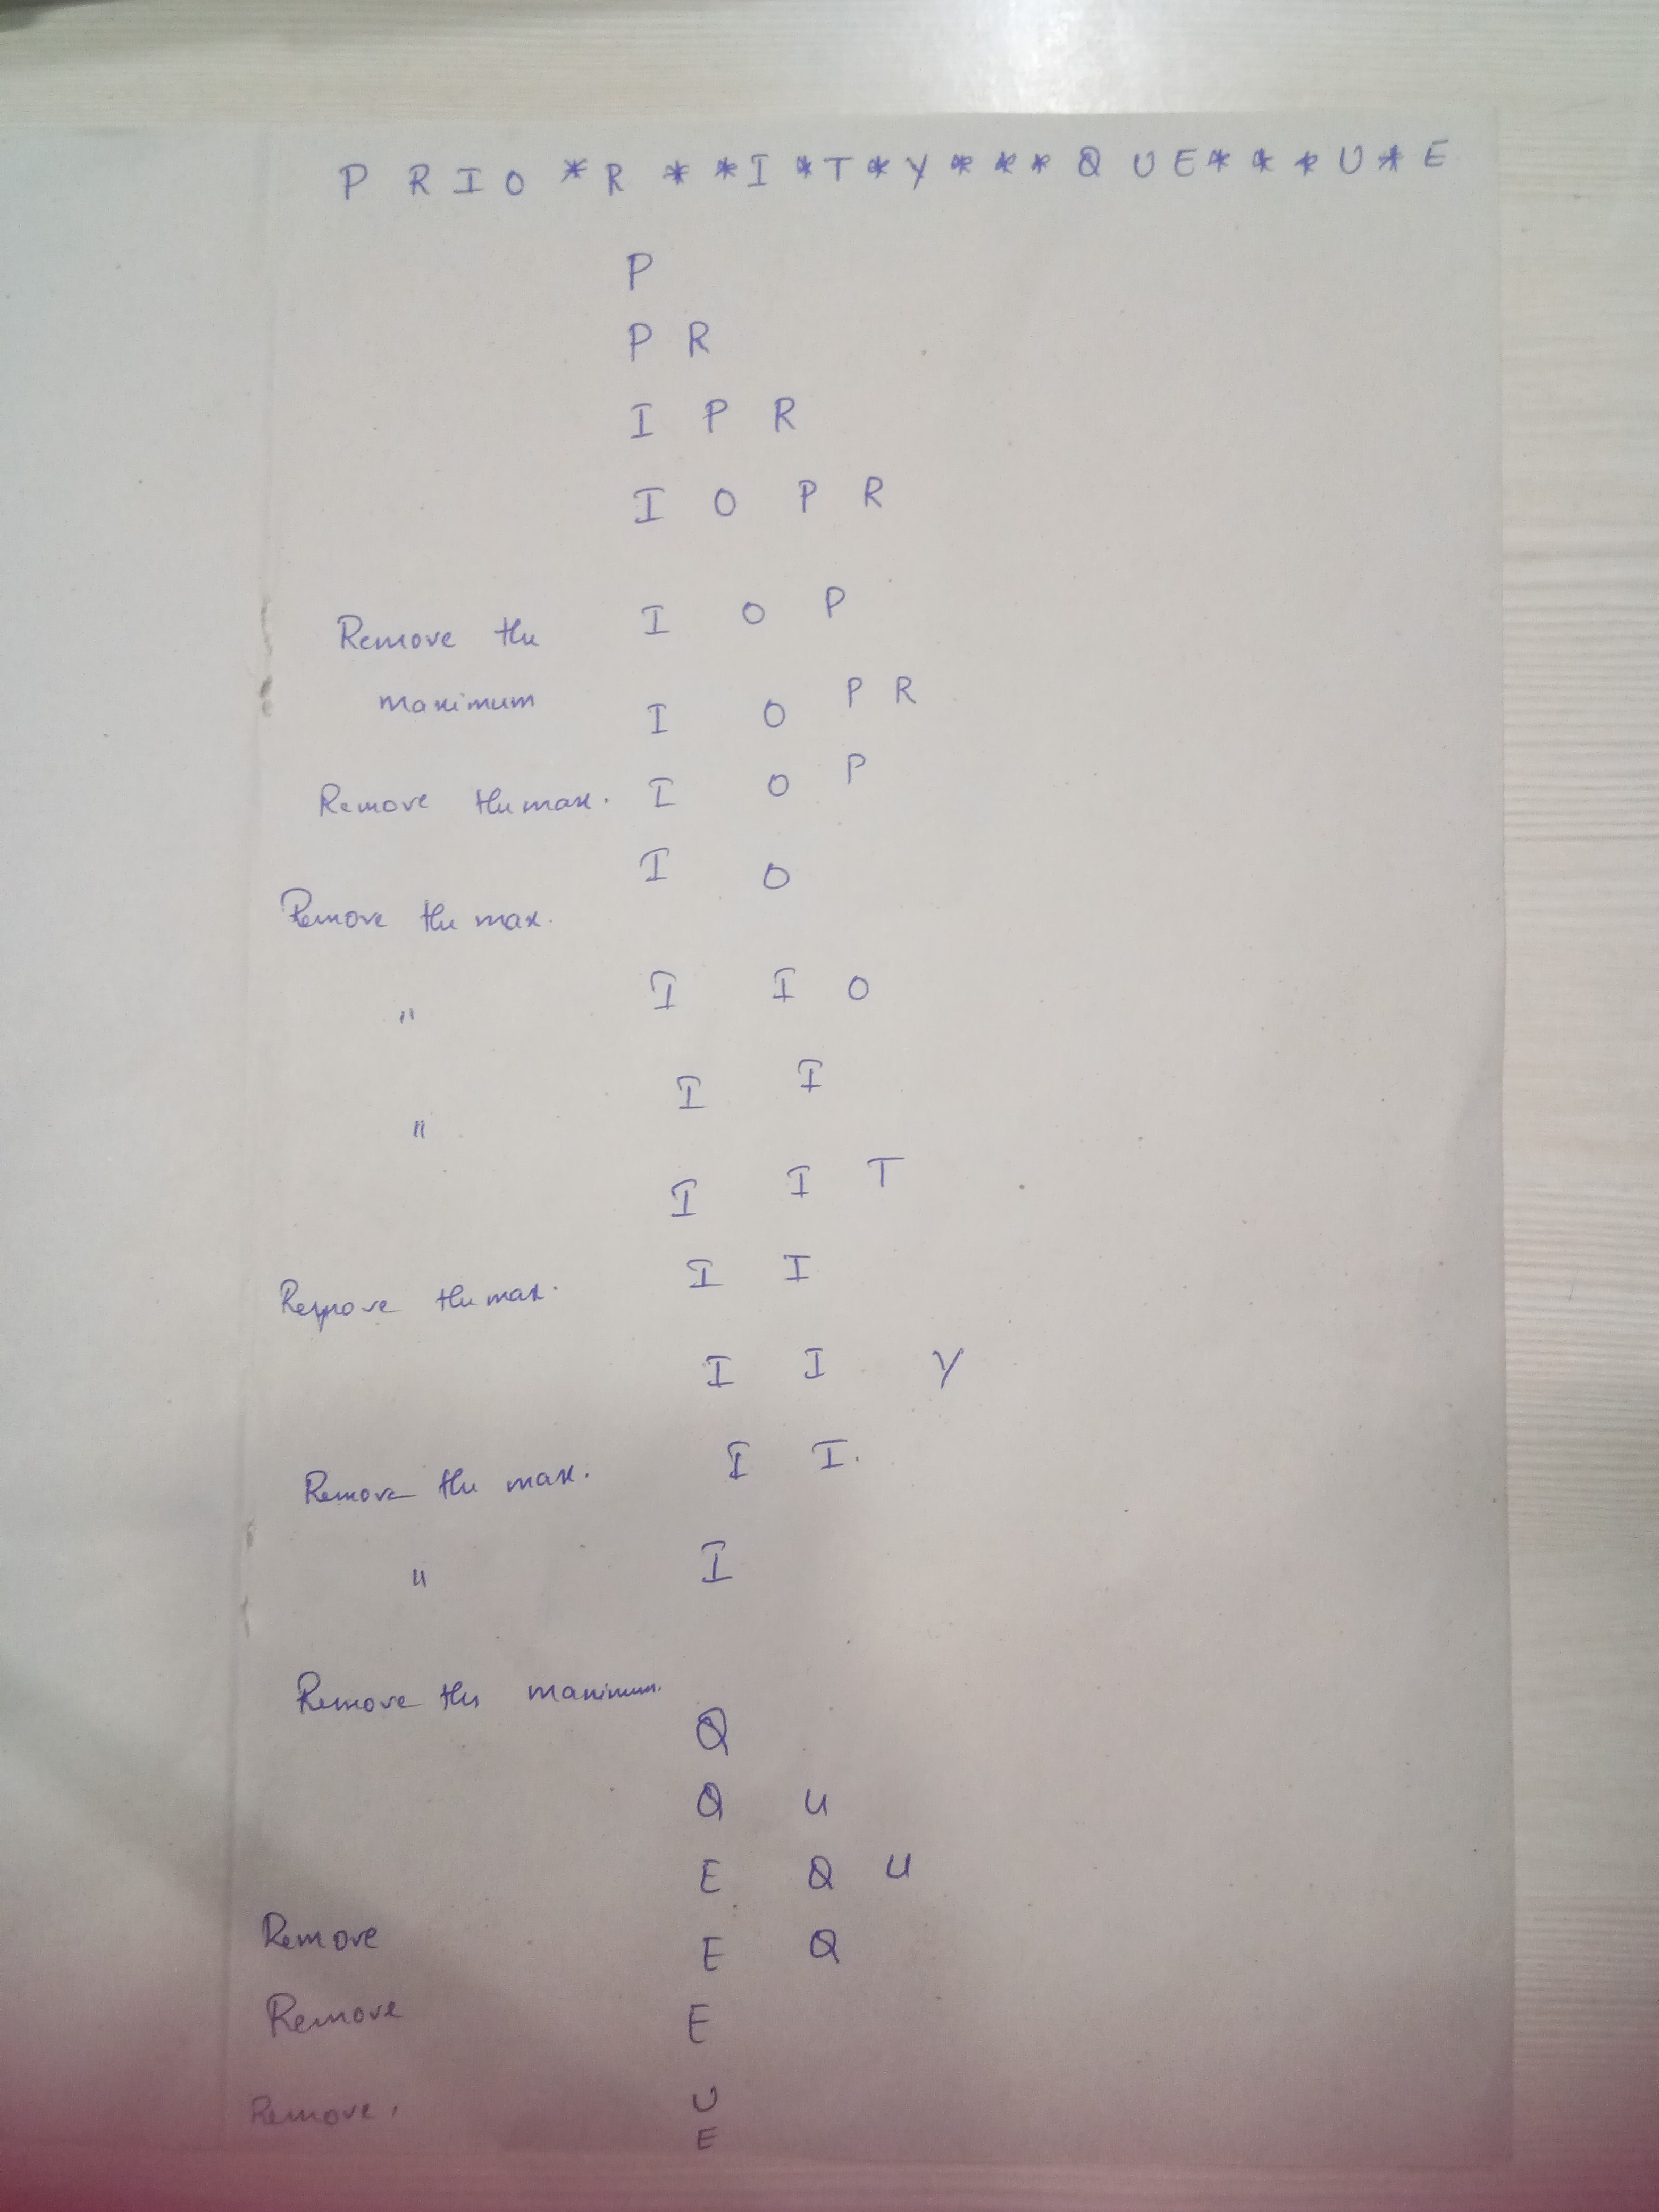 P R I O * R * * I * T * Y * * * Q U E * * * U * E
P
P R
I P R
I O P R
Remove the I O P
maximum I O P R
Remove the max. I O P
I O
Remove the max.
" I I O
" I I
I I T
Remove the max. I I
I I Y
Remove the max. I I.
" I
Remove the maximum.
Q
Q U
E Q U
Remove E Q
Remove E
Remove. U
E